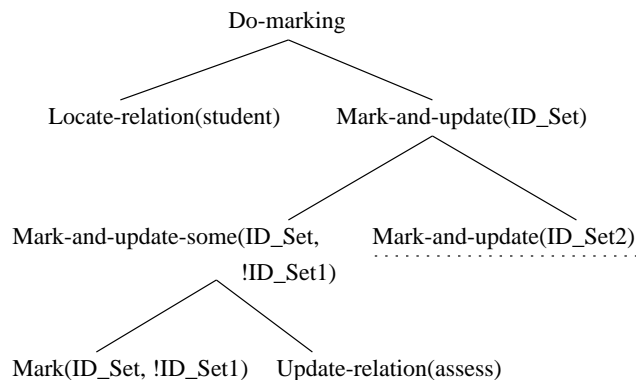 Do-marking
Locate-relation(student) Mark-and-update(ID_Set)
Mark-and-update-some(ID_Set, Mark-and-update(ID_Set2)
!ID_Set1)
Mark(ID_Set, !ID_Set1) Update-relation(assess)